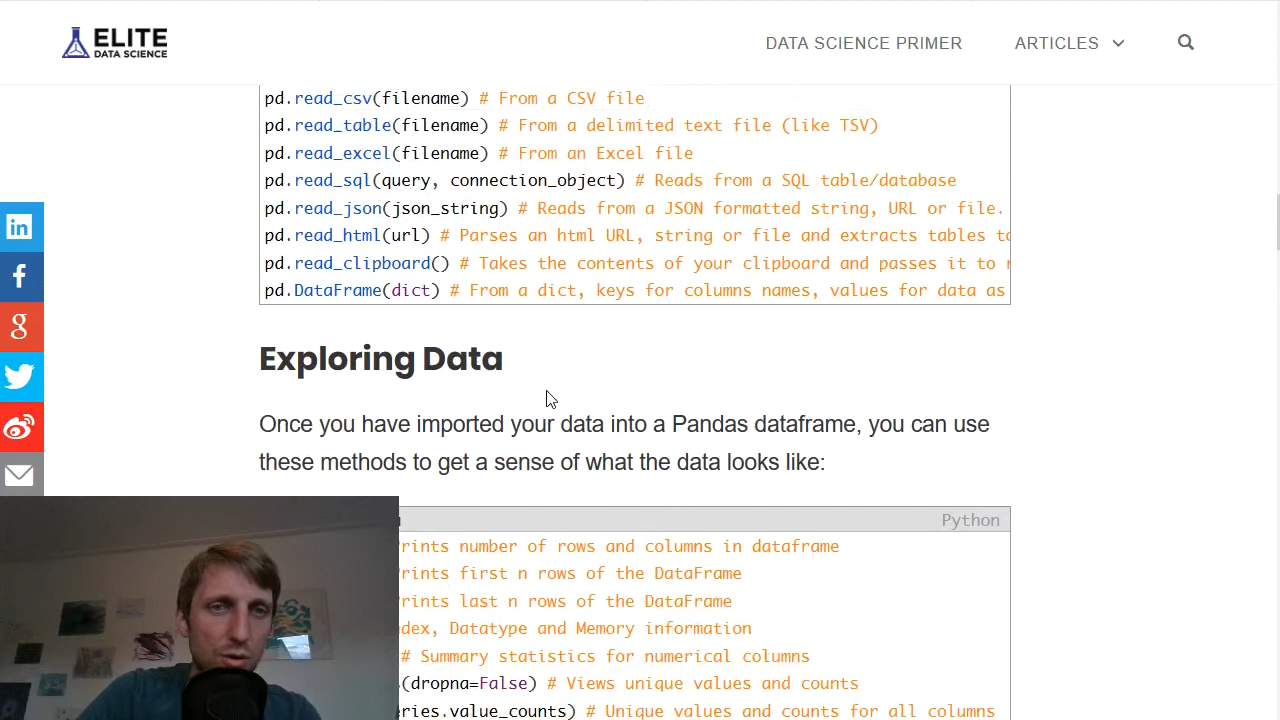 ELITE
DATA SCIENCE
DATA SCIENCE PRIMER
ARTICLES
pd.read_csv(filename) # From a CSV file
pd.read_table(filename) # From a delimited text file (like TSV)
pd.read_excel(filename) # From an Excel file
pd.read_sql(query, connection_object) # Reads from a SQL table/database
pd.read_json(json_string) # Reads from a JSON formatted string, URL or file.
pd.read_html(url) # Parses an html URL, string or file and extracts tables
pd.read_clipboard() # Takes the contents of your clipboard and passes it to
pd.DataFrame(dict) # From a dict, keys for columns names, values for data as
Exploring Data
Once you have imported your data into a Pandas dataframe, you can use
these methods to get a sense of what the data looks like:
Python
rints number of rows and columns in dataframe
rints first n rows of the DataFrame
rints last n rows of the DataFrame
dex, Datatype and Memory information
# Summary statistics for numerical columns
(dropna=False) # Views unique values and counts
eries.value_counts) # Unique values and counts for all columns
in
f
g